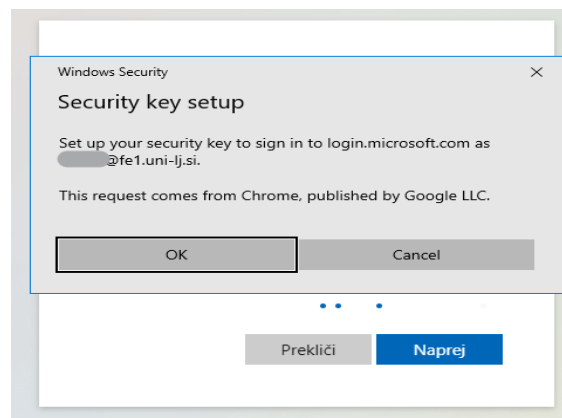 Windows Security
Security key setup
Set up your security key to sign in to login.microsoft.com as
@fe1.uni-lj.si.
This request comes from Chrome, published by Google LLC.
OK Cancel
Prekliči Naprej